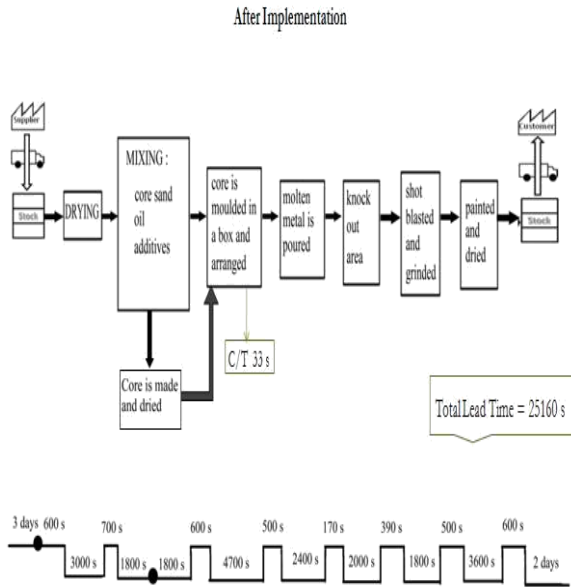 After Implementation
Supplier
Customer
Stock
DRYING
MIXING :
core sand
oil
additives
core is
moulded in
a box and
arranged
molten
metal is
poured
knock
out
area
shot
blasted
and
grinded
painted
and
dried
Stock
Core is made
and dried
C/T 33 s
Total Lead Time = 25160 s
3 days 600 s 700 s 600 s 500 s 170 s 390 s 500 s 600 s
3000 s 1800 s 1800 s 4700 s 2400 s 2000 s 1800 s 3600 s 2 days